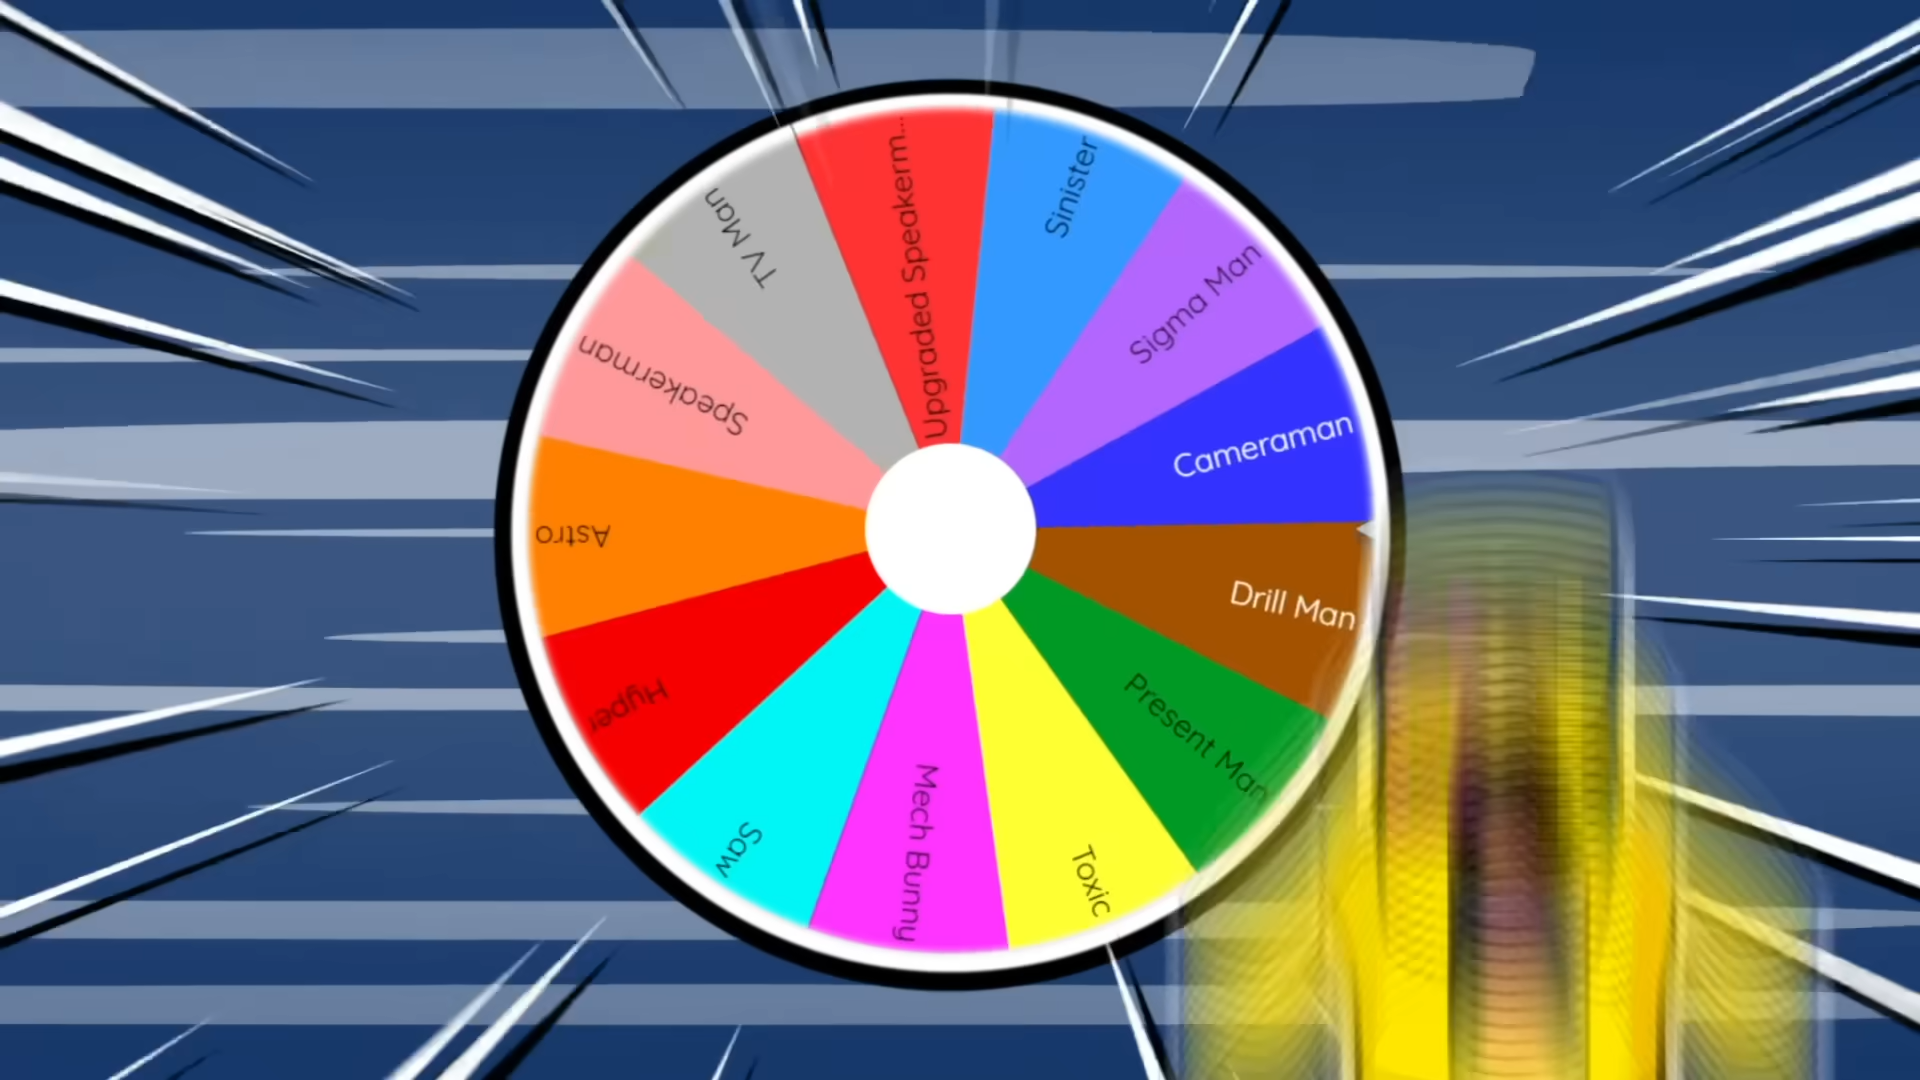 Upgraded Speakerm...
Sinister
Sigma Man
Cameraman
Drill Man
Present Man
Toxic
Mech Bunny
Saw
Hyper
Astro
Speakerman
TV Man